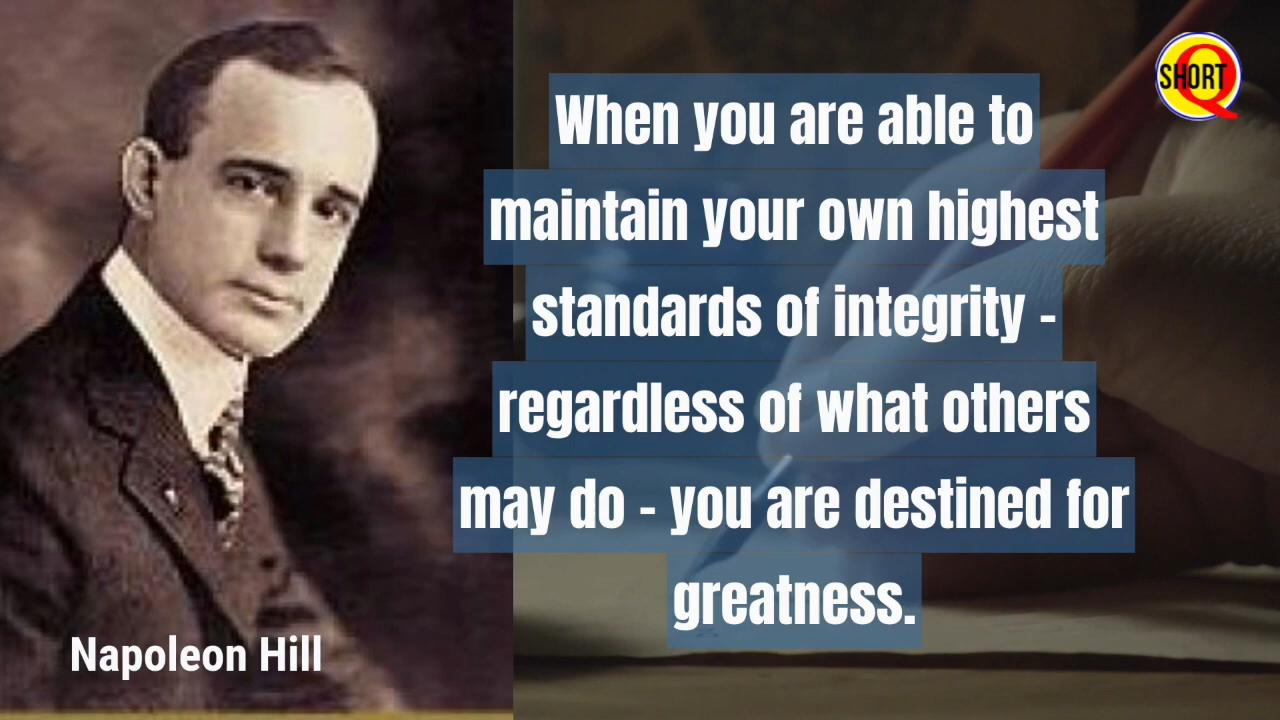 SHORT
Q
When you are able to
maintain your own highest
standards of integrity -
regardless of what others
may do - you are destined for
greatness.
Napoleon Hill